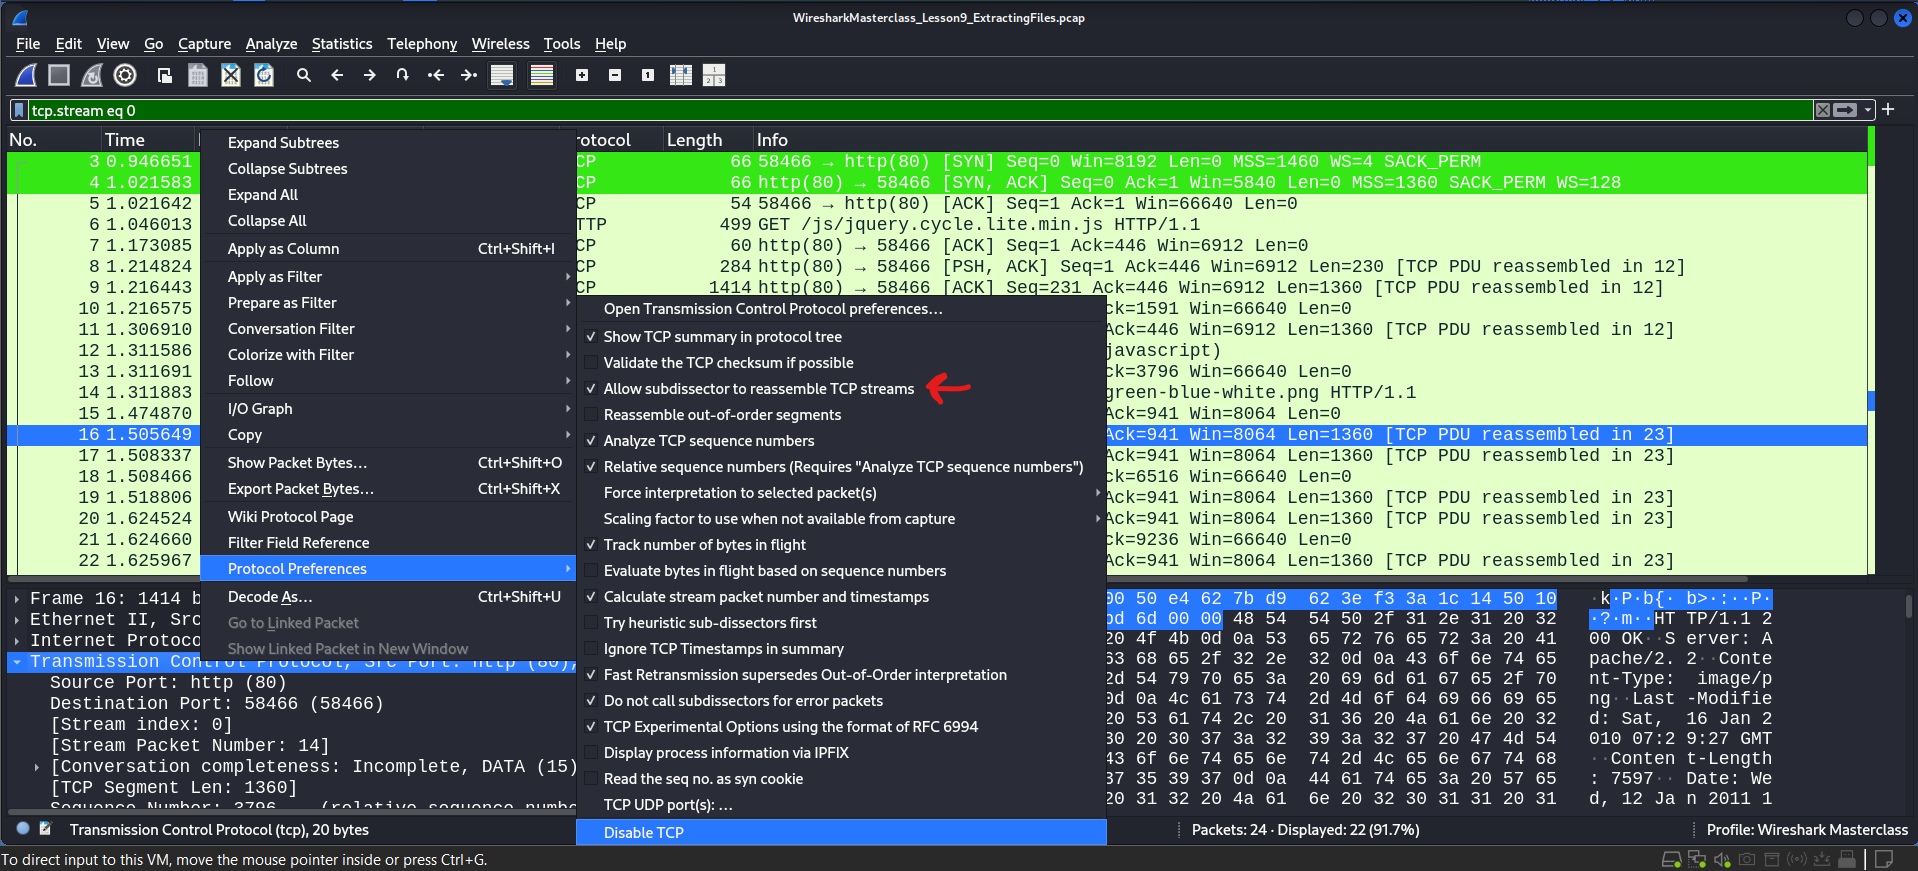 WiresharkMasterclass_Lesson9_ExtractingFiles.pcap
File Edit View Go Capture Analyze Statistics Telephony Wireless Tools Help
tcp.stream eq 0
No. Time rotocol Length Info
3 0.946651 CP 66 58466 → http(80) [SYN] Seq=0 Win=8192 Len=0 MSS=1460 WS=4 SACK_PERM
4 1.021583 CP 66 http(80) → 58466 [SYN, ACK] Seq=0 Ack=1 Win=5840 Len=0 MSS=1360 SACK_PERM WS=128
5 1.021642 CP 54 58466 → http(80) [ACK] Seq=1 Ack=1 Win=66640 Len=0
6 1.046013 TTP 499 GET /js/jquery.cycle.lite.min.js HTTP/1.1
7 1.173085 CP 60 http(80) → 58466 [ACK] Seq=1 Ack=446 Win=6912 Len=0
8 1.214824 CP 284 http(80) → 58466 [PSH, ACK] Seq=1 Ack=446 Win=6912 Len=230 [TCP PDU reassembled in 12]
9 1.216443 CP 1414 http(80) → 58466 [ACK] Seq=231 Ack=446 Win=6912 Len=1360 [TCP PDU reassembled in 12]
10 1.216575 ck=1591 Win=66640 Len=0
11 1.306910 Ack=446 Win=6912 Len=1360 [TCP PDU reassembled in 12]
12 1.311586 javascript)
13 1.311691 ck=3796 Win=66640 Len=0
14 1.311883 green-blue-white.png HTTP/1.1
15 1.474870 Ack=941 Win=8064 Len=0
16 1.505649 Ack=941 Win=8064 Len=1360 [TCP PDU reassembled in 23]
17 1.508337 Ack=941 Win=8064 Len=1360 [TCP PDU reassembled in 23]
18 1.508466 ck=6516 Win=66640 Len=0
19 1.518806 Ack=941 Win=8064 Len=1360 [TCP PDU reassembled in 23]
20 1.624524 Ack=941 Win=8064 Len=1360 [TCP PDU reassembled in 23]
21 1.624660 ck=9236 Win=66640 Len=0
22 1.625967 Ack=941 Win=8064 Len=1360 [TCP PDU reassembled in 23]
Expand Subtrees
Collapse Subtrees
Expand All
Collapse All
Apply as Column Ctrl+Shift+I
Apply as Filter
Prepare as Filter
Conversation Filter
Colorize with Filter
Follow
I/O Graph
Copy
Show Packet Bytes… Ctrl+Shift+O
Export Packet Bytes… Ctrl+Shift+X
Wiki Protocol Page
Filter Field Reference
Protocol Preferences
Decode As… Ctrl+Shift+U
Go to Linked Packet
Show Linked Packet in New Window
Open Transmission Control Protocol preferences…
Show TCP summary in protocol tree
Validate the TCP checksum if possible
Allow subdissector to reassemble TCP streams
Reassemble out-of-order segments
Analyze TCP sequence numbers
Relative sequence numbers (Requires "Analyze TCP sequence numbers")
Force interpretation to selected packet(s)
Scaling factor to use when not available from capture
Track number of bytes in flight
Evaluate bytes in flight based on sequence numbers
Calculate stream packet number and timestamps
Try heuristic sub-dissectors first
Ignore TCP Timestamps in summary
Fast Retransmission supersedes Out-of-Order interpretation
Do not call subdissectors for error packets
TCP Experimental Options using the format of RFC 6994
Display process information via IPFIX
Read the seq no. as syn cookie
TCP UDP port(s): …
Disable TCP
Frame 16: 1414 b
Ethernet II, Src
Internet Protoco
Transmission Control Protocol, Src Port: http (80),
Source Port: http (80)
Destination Port: 58466 (58466)
[Stream index: 0]
[Stream Packet Number: 14]
[Conversation completeness: Incomplete, DATA (15)
[TCP Segment Len: 1360]
Sequence Number: 3796 (relative sequence numbe
00 50 e4 62 7b d9 62 3e f3 3a 1c 14 50 10 ·k·P·b{· b>·:··P·
bd 6d 00 00 48 54 54 50 2f 31 2e 31 20 32 ·?·m··HT TP/1.1 2
20 4f 4b 0d 0a 53 65 72 76 65 72 3a 20 41 00 OK··S erver: A
63 68 65 2f 32 2e 32 0d 0a 43 6f 6e 74 65 pache/2. 2··Conte
2d 54 79 70 65 3a 20 69 6d 61 67 65 2f 70 nt-Type: image/p
0d 0a 4c 61 73 74 2d 4d 6f 64 69 66 69 65 ng··Last -Modifie
20 53 61 74 2c 20 31 36 20 4a 61 6e 20 32 d: Sat, 16 Jan 2
30 20 30 37 3a 32 39 3a 32 37 20 47 4d 54 010 07:2 9:27 GMT
43 6f 6e 74 65 6e 74 2d 4c 65 6e 67 74 68 ··Conten t-Length
37 35 39 37 0d 0a 44 61 74 65 3a 20 57 65 : 7597·· Date: We
20 31 32 20 4a 61 6e 20 32 30 31 31 20 31 d, 12 Ja n 2011 1
Transmission Control Protocol (tcp), 20 bytes Packets: 24 · Displayed: 22 (91.7%) Profile: Wireshark Masterclass
To direct input to this VM, move the mouse pointer inside or press Ctrl+G.